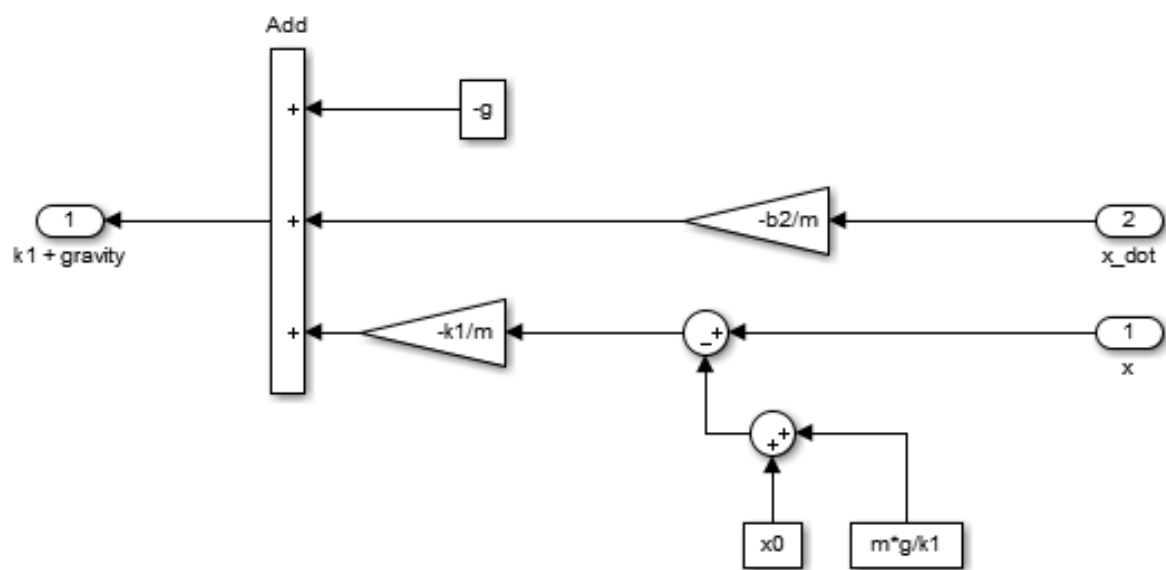 Add
+
-g
+
-b2/m
2
x_dot
1
k1 + gravity
+
-k1/m
-
+
1
x
+
+
x0
m*g/k1